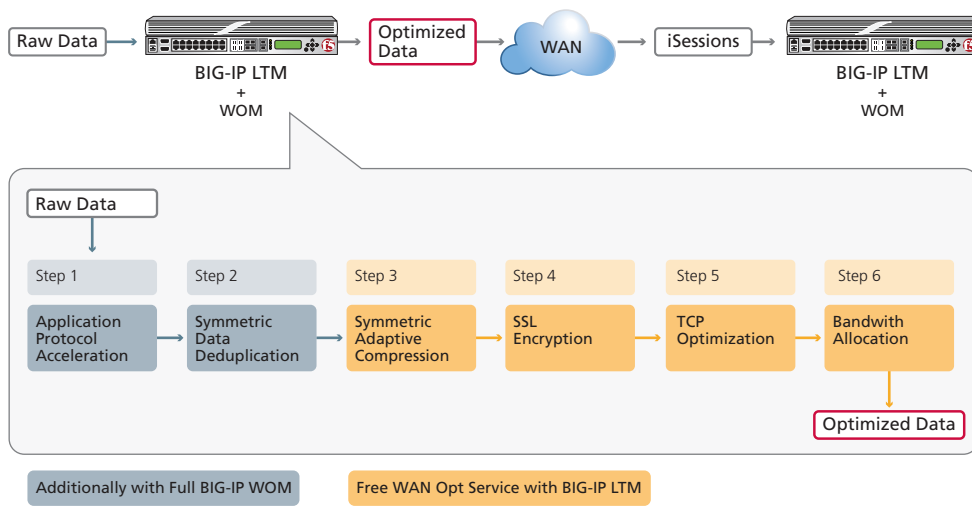 Raw Data
Optimized
Data
WAN
iSessions
f5
f5
BIG-IP LTM
+
WOM
BIG-IP LTM
+
WOM
Raw Data
Step 1
Step 2
Step 3
Step 4
Step 5
Step 6
Application
Protocol
Acceleration
Symmetric
Data
Deduplication
Symmetric
Adaptive
Compression
SSL
Encryption
TCP
Optimization
Bandwith
Allocation
Optimized Data
Additionally with Full BIG-IP WOM
Free WAN Opt Service with BIG-IP LTM